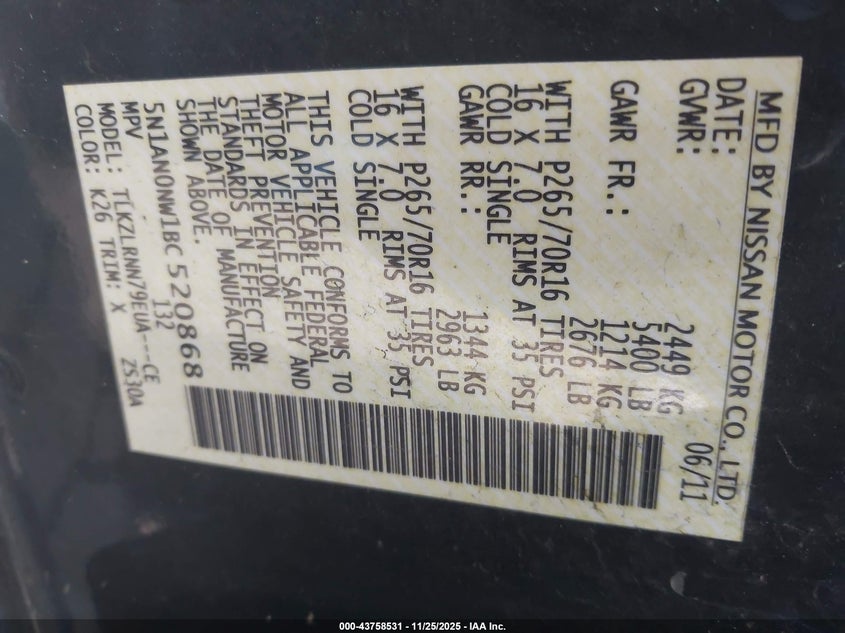 MFD BY NISSAN MOTOR CO., LTD.
DATE: 06/11
GVWR: 2449 KG
5400 LB
GAWR FR.: 1214 KG
2676 LB
WITH P265/70R16 TIRES
16 X 7.0 RIMS AT 35 PSI
COLD SINGLE
GAWR RR.: 1344 KG
2963 LB
WITH P265/70R16 TIRES
16 X 7.0 RIMS AT 35 PSI
COLD SINGLE
THIS VEHICLE CONFORMS TO
ALL APPLICABLE FEDERAL
MOTOR VEHICLE SAFETY AND
THEFT PREVENTION
STANDARDS IN EFFECT ON
THE DATE OF MANUFACTURE
SHOWN ABOVE.
5N1AN0NW1BC520868
MPV 132
MODEL: TLKZLRNN79EUA---CE
COLOR: K26 TRIM: X ZS30A
000-43758531 - 11/25/2025 - IAA Inc.